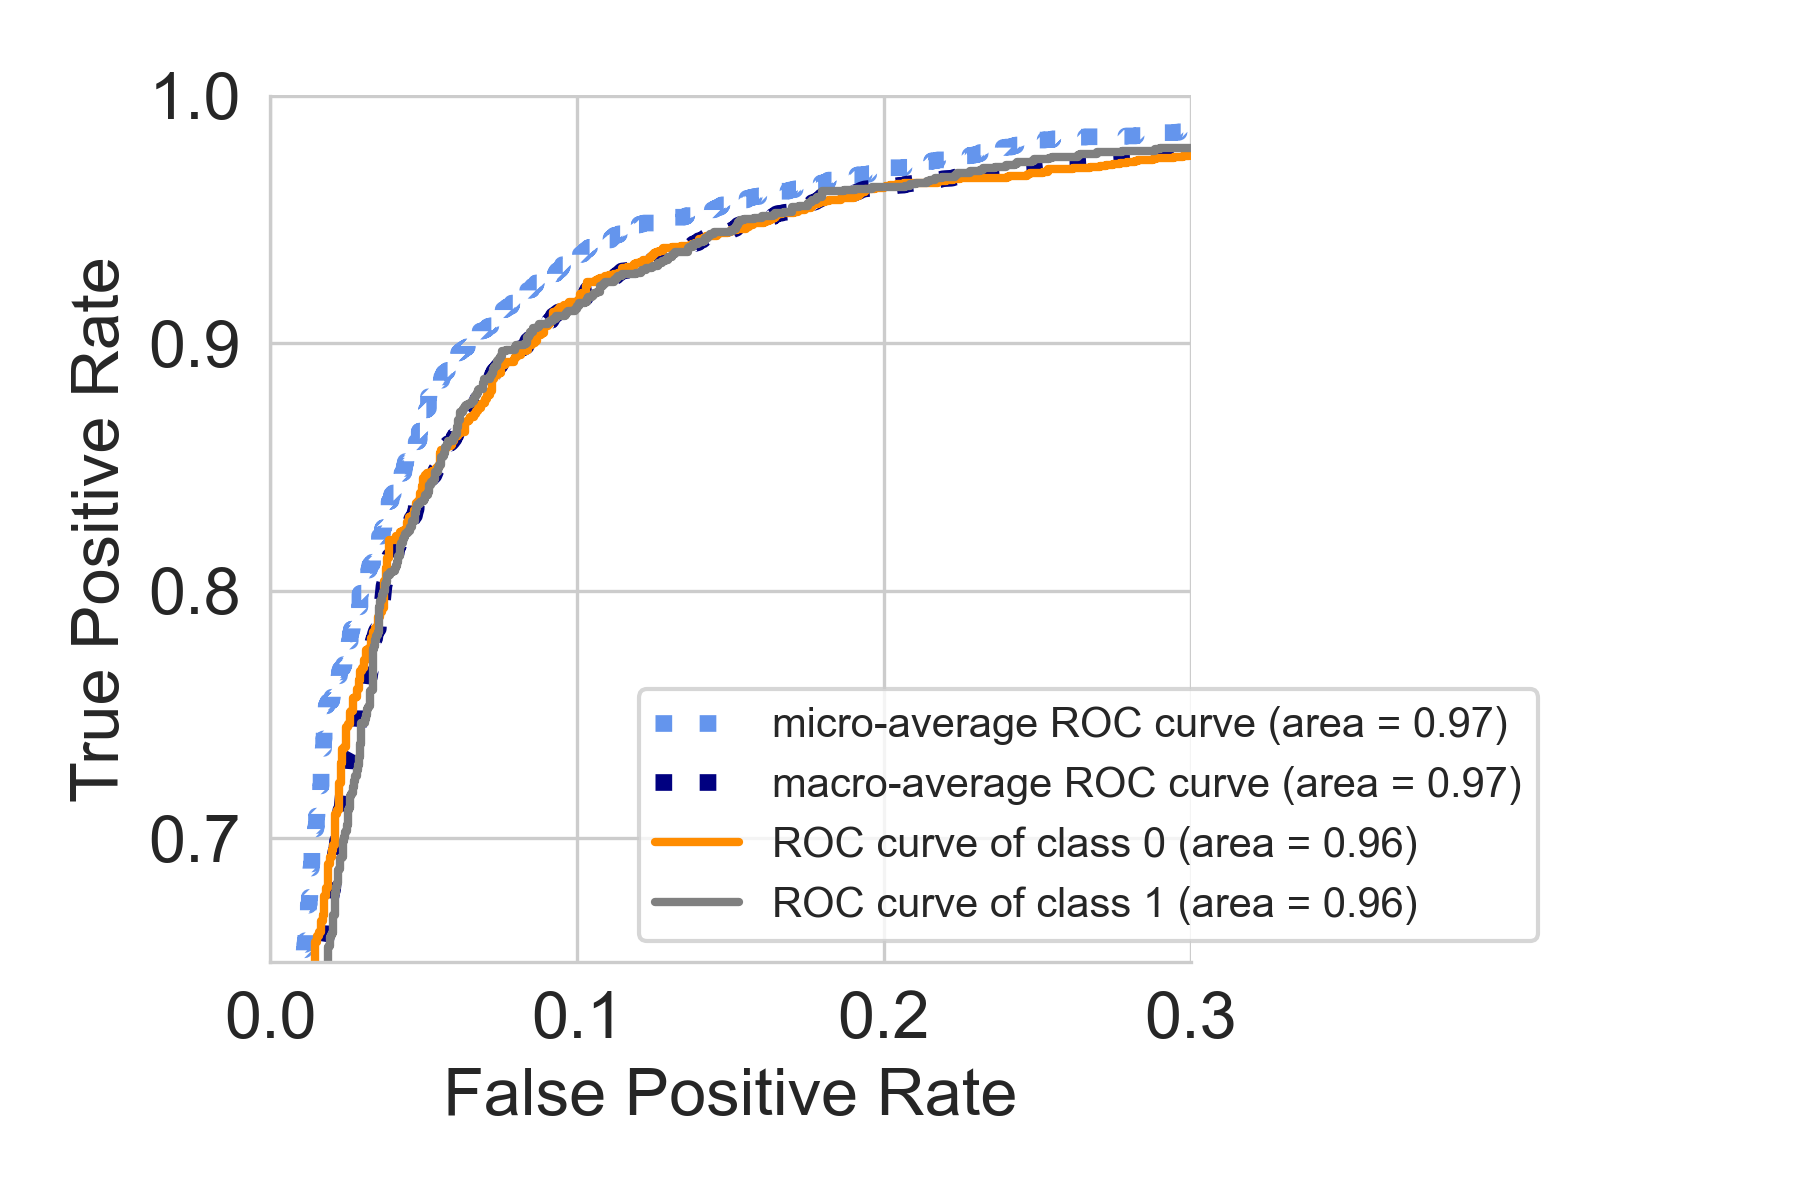 True Positive Rate
1.0
0.9
0.8
0.7
micro-average ROC curve (area = 0.97)
macro-average ROC curve (area = 0.97)
ROC curve of class 0 (area = 0.96)
ROC curve of class 1 (area = 0.96)
0.0 0.1 0.2 0.3
False Positive Rate